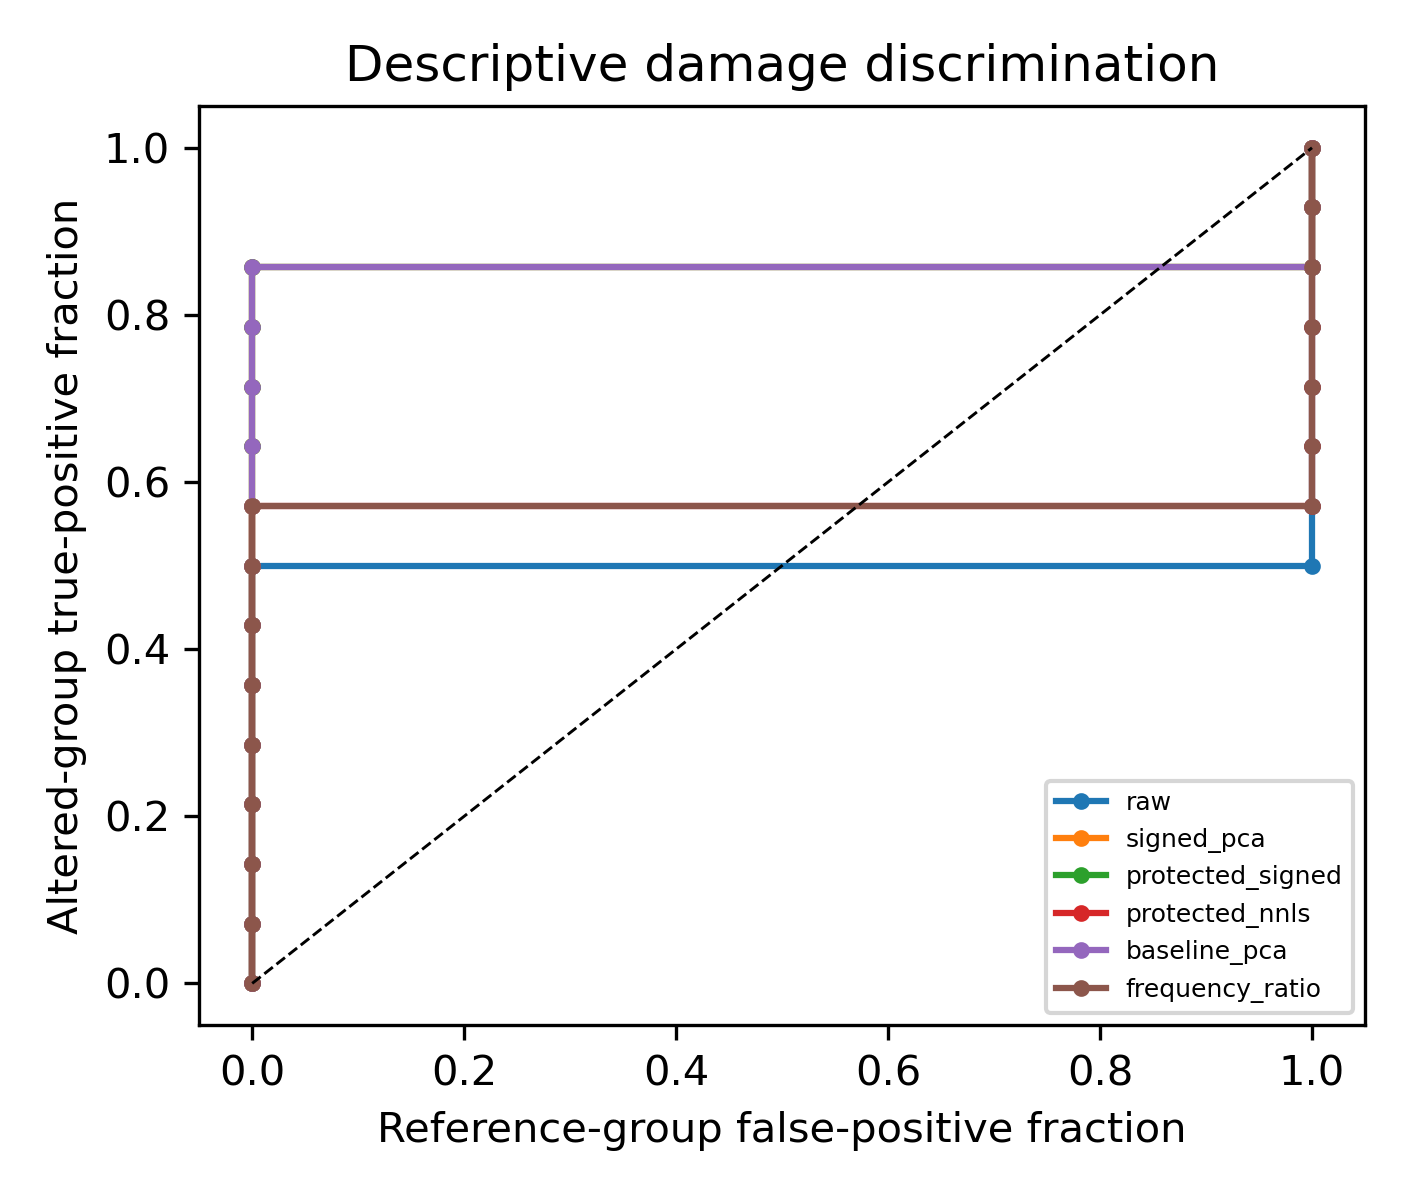 Descriptive damage discrimination
Altered-group true-positive fraction
1.0
0.8
0.6
0.4
0.2
0.0
raw
signed_pca
protected_signed
protected_nnls
baseline_pca
frequency_ratio
0.0 0.2 0.4 0.6 0.8 1.0
Reference-group false-positive fraction